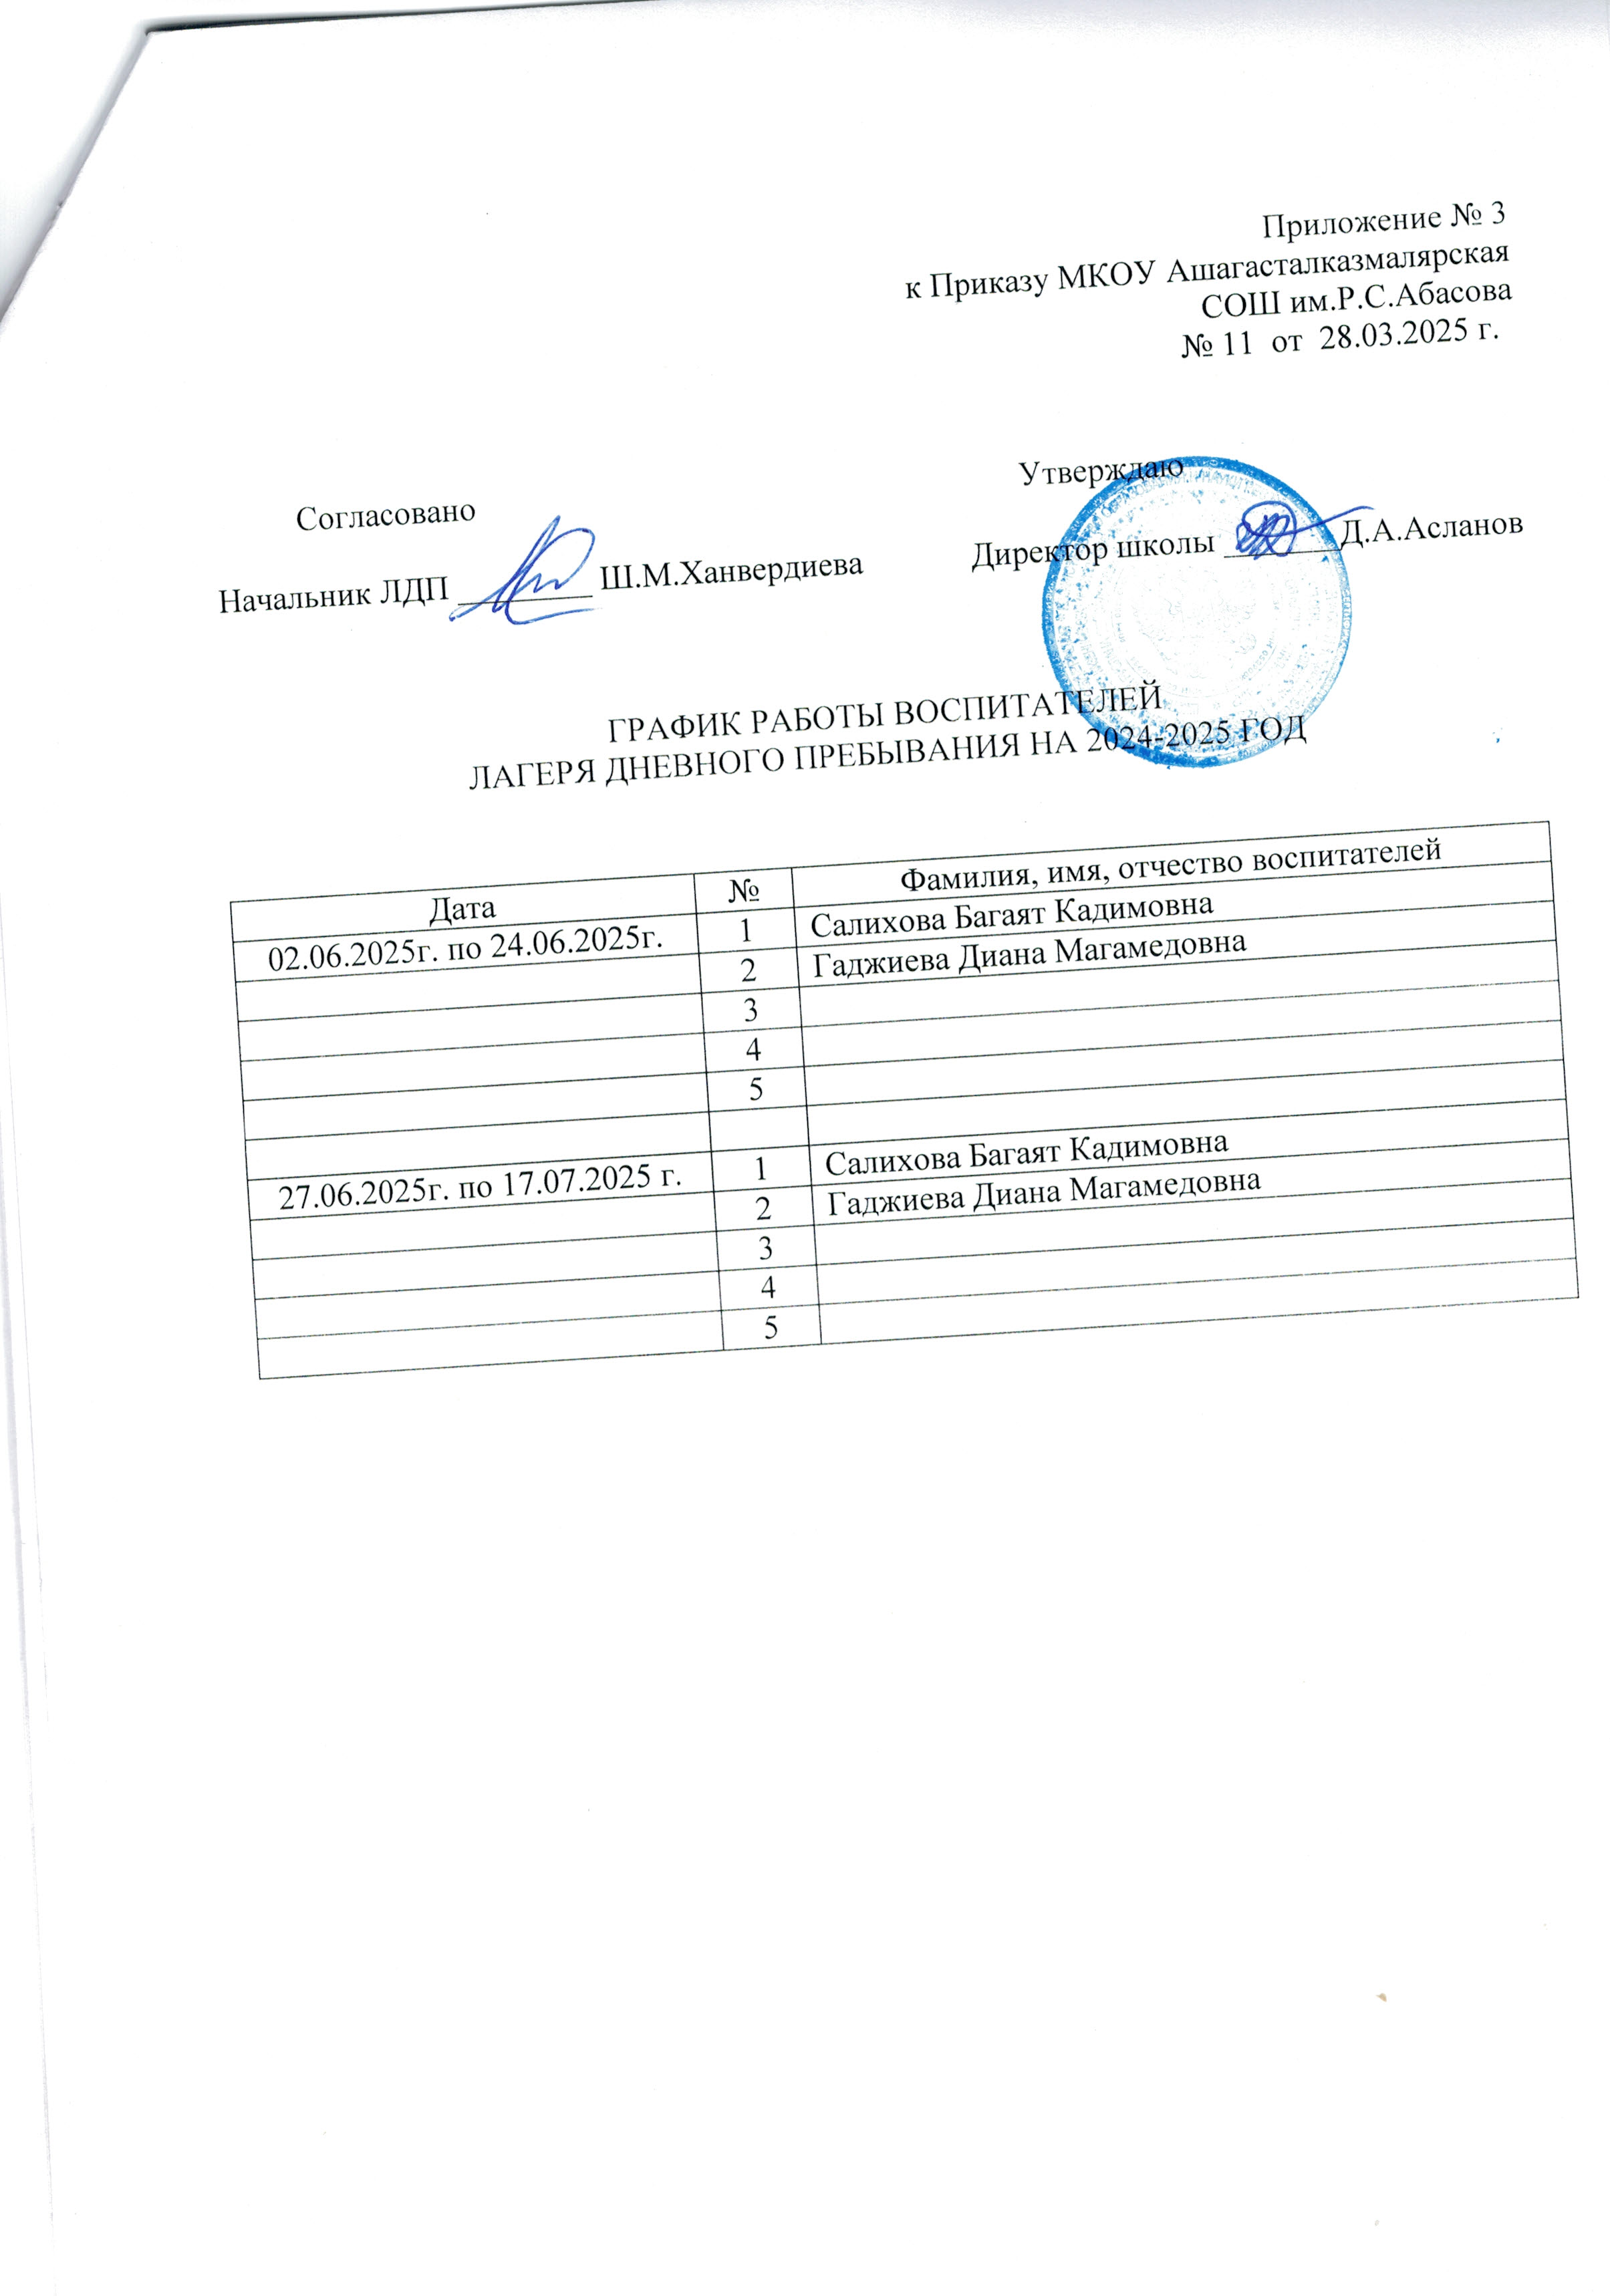 Приложение № 3
к Приказу МКОУ Ашагасталказмалярская
СОШ им.Р.С.Абасова
№ 11 от 28.03.2025 г.
Согласовано
Утверждаю
Начальник ЛДП __________ Ш.М.Ханвердиева
Директор школы ________Д.А.Асланов
ГРАФИК РАБОТЫ ВОСПИТАТЕЛЕЙ
ЛАГЕРЯ ДНЕВНОГО ПРЕБЫВАНИЯ НА 2024-2025 ГОД
Дата № Фамилия, имя, отчество воспитателей
02.06.2025г. по 24.06.2025г. 1 Салихова Багаят Кадимовна
2 Гаджиева Диана Магамедовна
3
4
5
27.06.2025г. по 17.07.2025 г. 1 Салихова Багаят Кадимовна
2 Гаджиева Диана Магамедовна
3
4
5